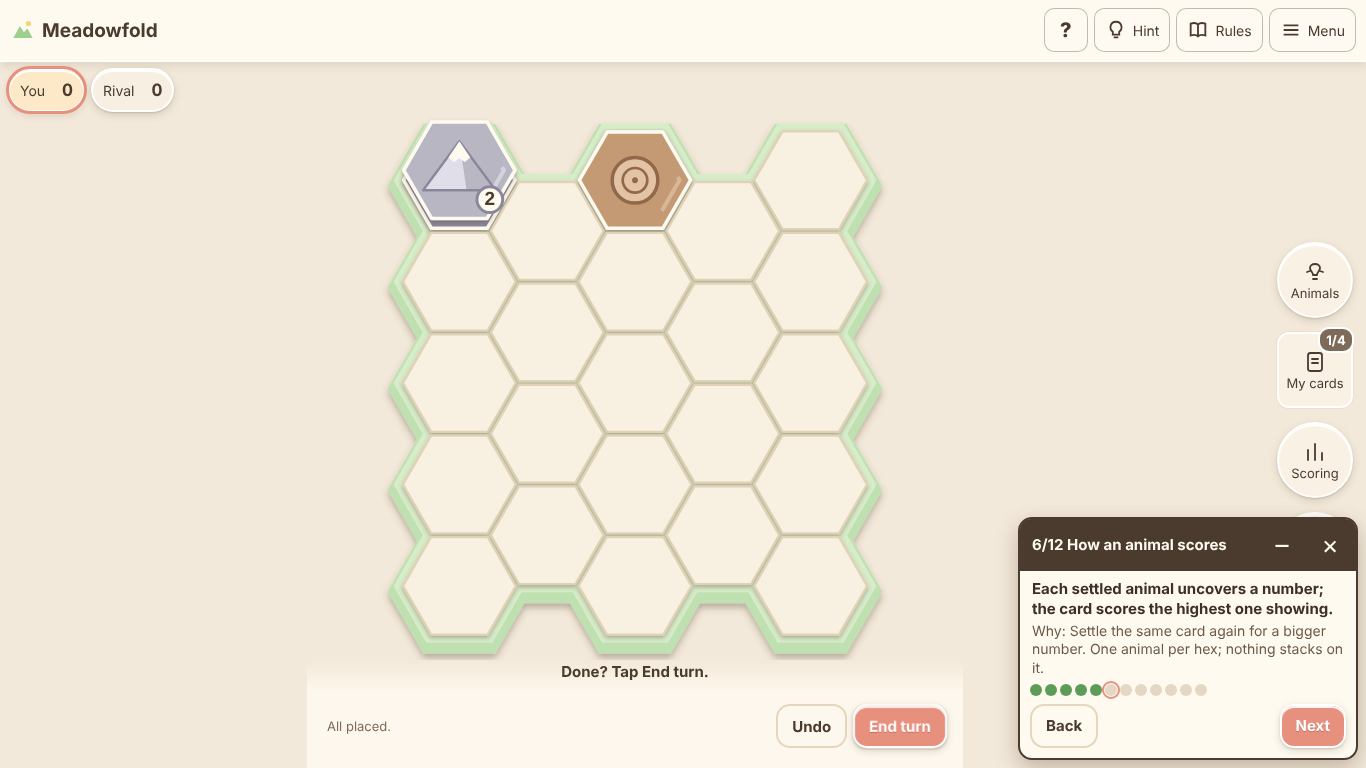 Meadowfold
? Hint Rules Menu
You 0 Rival 0
2
Animals
1/4
My cards
Scoring
6/12 How an animal scores
Each settled animal uncovers a number;
the card scores the highest one showing.
Why: Settle the same card again for a bigger
number. One animal per hex; nothing stacks on
it.
Back Next
Done? Tap End turn.
All placed. Undo End turn